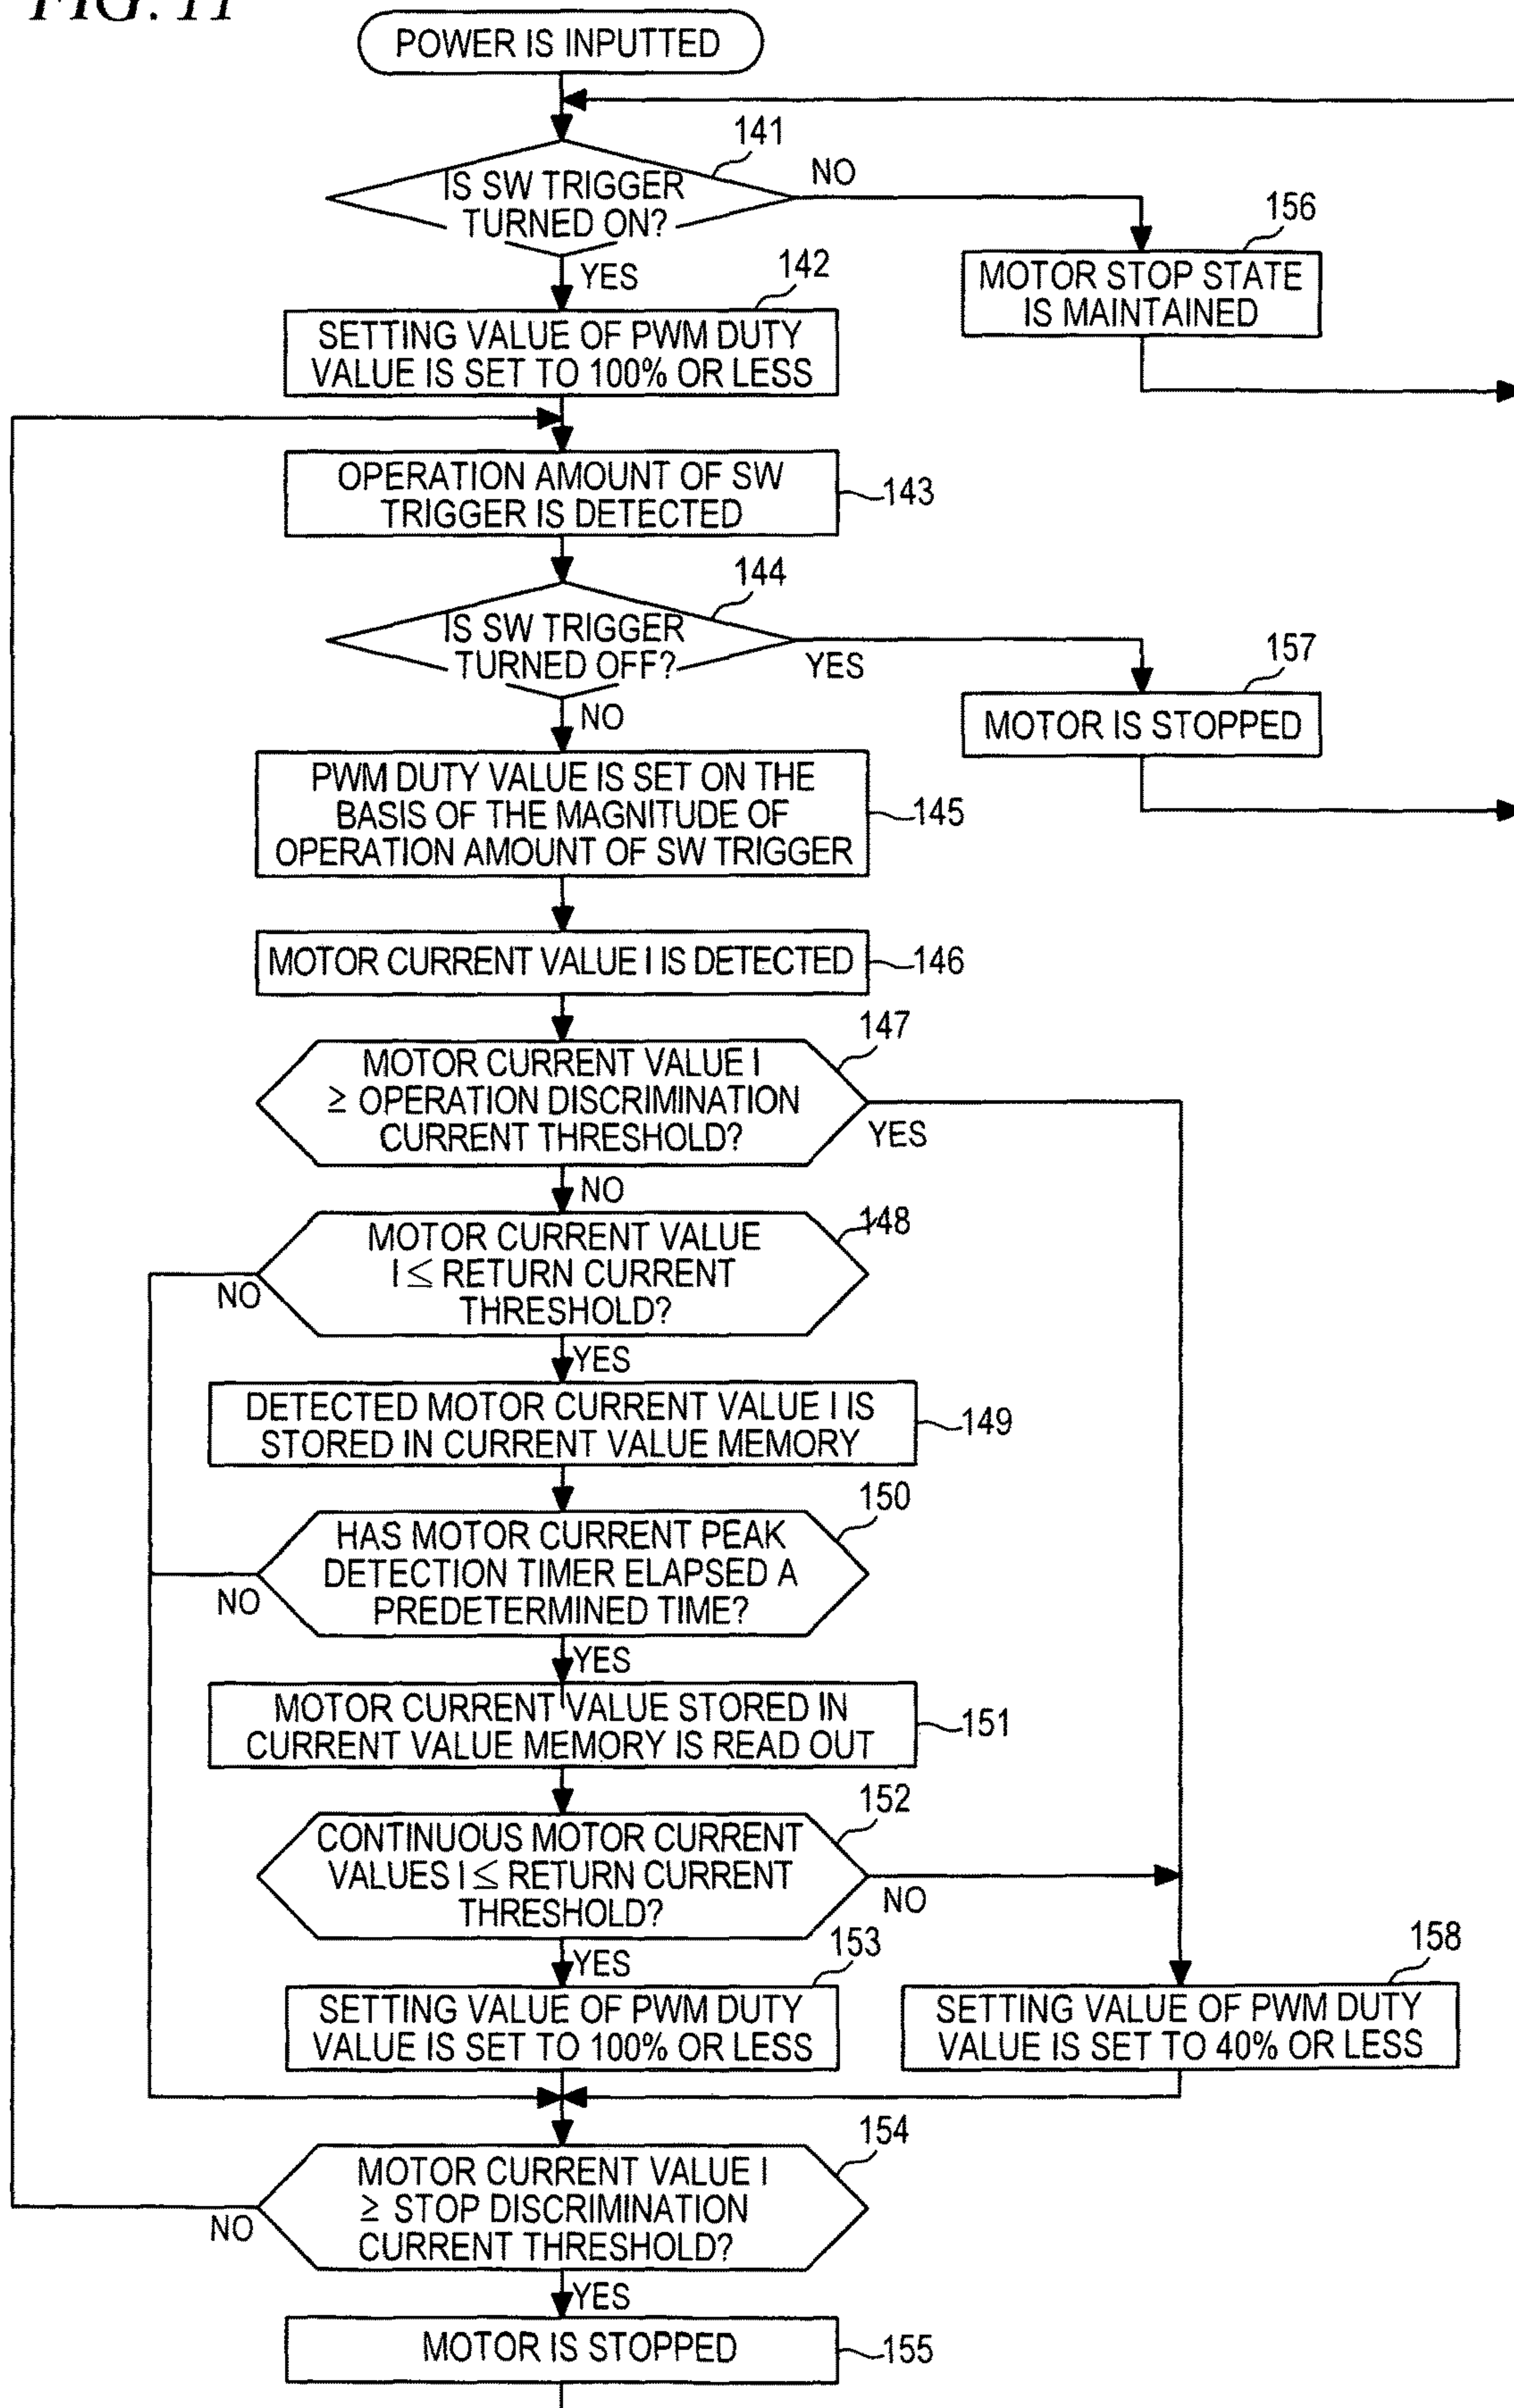 FIG. 11
POWER IS INPUTTED
141
IS SW TRIGGER
TURNED ON?
NO
YES
156
MOTOR STOP STATE
IS MAINTAINED
142
SETTING VALUE OF PWM DUTY
VALUE IS SET TO 100% OR LESS
OPERATION AMOUNT OF SW
TRIGGER IS DETECTED
143
144
IS SW TRIGGER
TURNED OFF?
YES
NO
157
MOTOR IS STOPPED
PWM DUTY VALUE IS SET ON THE
BASIS OF THE MAGNITUDE OF
OPERATION AMOUNT OF SW TRIGGER
145
MOTOR CURRENT VALUE I IS DETECTED
146
147
MOTOR CURRENT VALUE I
≥ OPERATION DISCRIMINATION
CURRENT THRESHOLD?
YES
NO
148
MOTOR CURRENT VALUE
I ≤ RETURN CURRENT
THRESHOLD?
NO
YES
DETECTED MOTOR CURRENT VALUE I IS
STORED IN CURRENT VALUE MEMORY
149
150
HAS MOTOR CURRENT PEAK
DETECTION TIMER ELAPSED A
PREDETERMINED TIME?
NO
YES
MOTOR CURRENT VALUE STORED IN
CURRENT VALUE MEMORY IS READ OUT
151
152
CONTINUOUS MOTOR CURRENT
VALUES I ≤ RETURN CURRENT
THRESHOLD?
NO
YES
153
SETTING VALUE OF PWM DUTY
VALUE IS SET TO 100% OR LESS
158
SETTING VALUE OF PWM DUTY
VALUE IS SET TO 40% OR LESS
154
MOTOR CURRENT VALUE I
≥ STOP DISCRIMINATION
CURRENT THRESHOLD?
NO
YES
MOTOR IS STOPPED
155